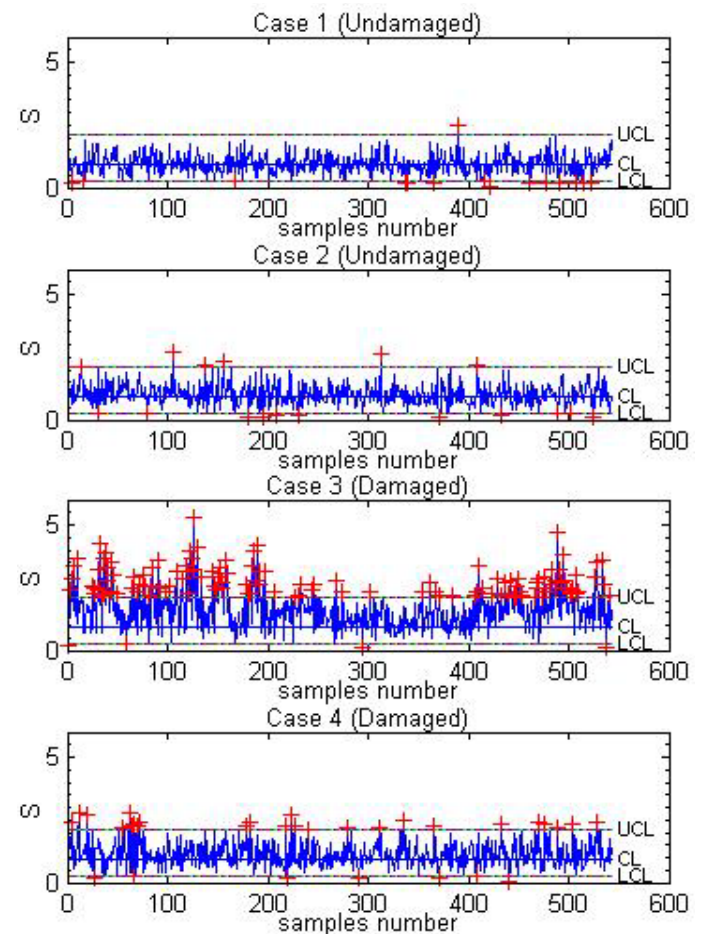 Case 1 (Undamaged)
5
S
UCL
CL
LCL
0
0 100 200 300 400 500 600
samples number
Case 2 (Undamaged)
5
S
UCL
CL
LCL
0
0 100 200 300 400 500 600
samples number
Case 3 (Damaged)
5
S
UCL
CL
LCL
0
0 100 200 300 400 500 600
samples number
Case 4 (Damaged)
5
S
UCL
CL
LCL
0
0 100 200 300 400 500 600
samples number